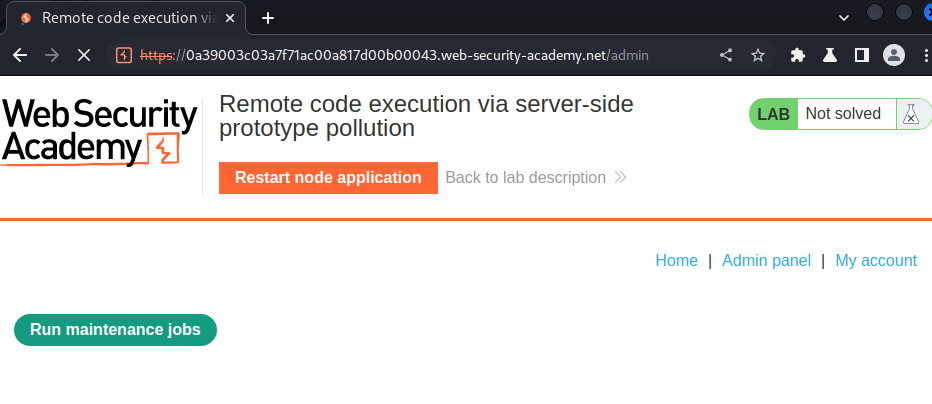 Remote code execution via
https://0a39003c03a7f71ac00a817d00b00043.web-security-academy.net/admin
Web Security
Academy
Remote code execution via server-side
prototype pollution
LAB Not solved
Restart node application Back to lab description
Home | Admin panel | My account
Run maintenance jobs